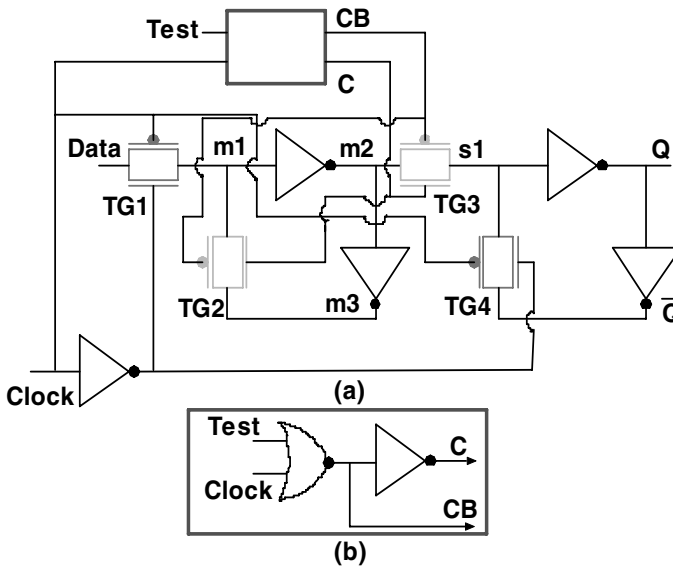 Test
CB
C
Data
m1
m2
s1
Q
TG1
TG3
TG2
m3
TG4
Q̅
Clock
(a)
Test
Clock
C
CB
(b)